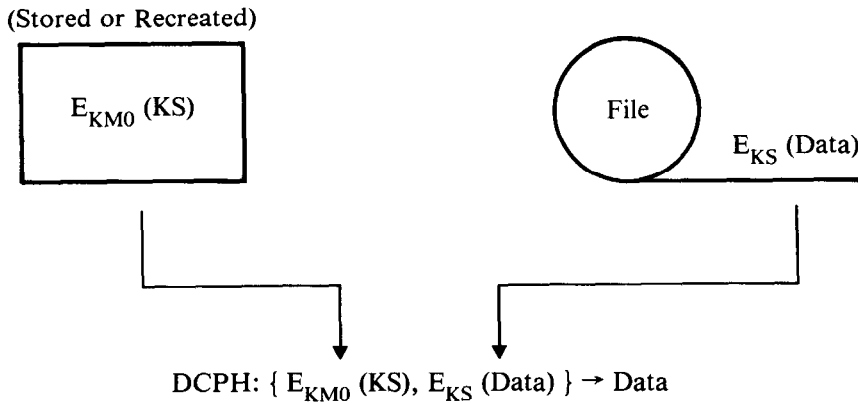 (Stored or Recreated)
E_KM0 (KS)
File
E_KS (Data)
DCPH: { E_KM0 (KS), E_KS (Data) } → Data